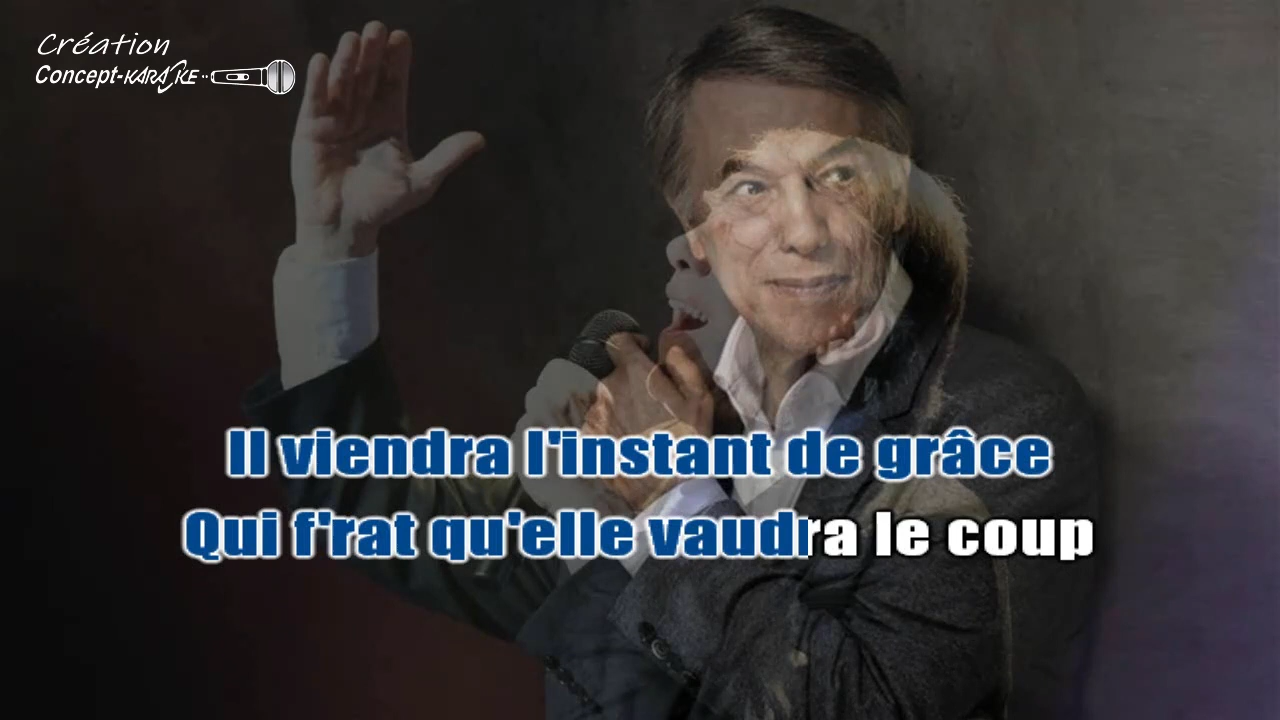 Création
Concept-KARAOKE
Il viendra l'instant de grâce
Qui f'rat qu'elle vaudra le coup